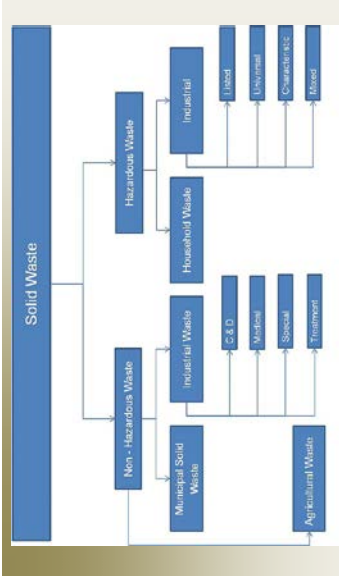 Solid Waste
Non - Hazardous Waste
Hazardous Waste
Municipal Solid
Waste
Industrial Waste
Household Waste
Industrial
C & D
Medical
Special
Treatment
Listed
Universal
Characteristic
Mixed
Agricultural Waste